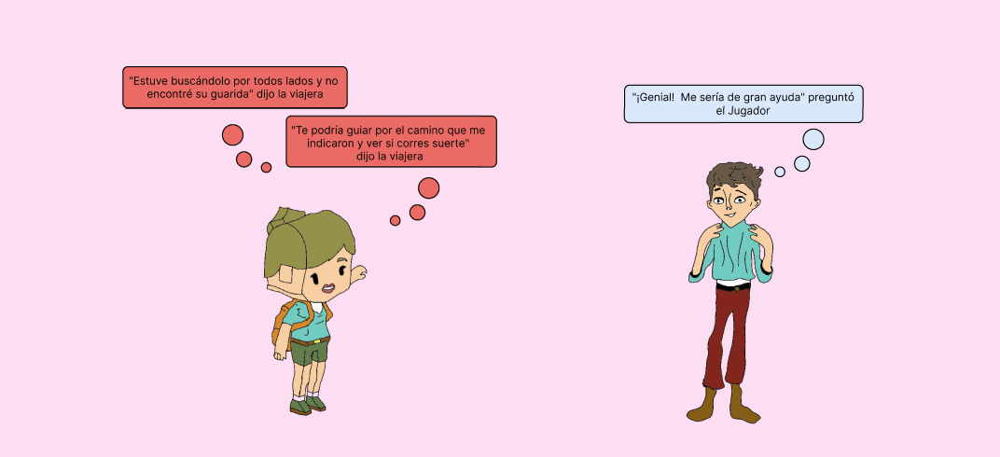 "Estuve buscándolo por todos lados y no
encontré su guarida" dijo la viajera
"Te podría guiar por el camino que me
indicaron y ver si corres suerte"
dijo la viajera
"¡Genial!  Me sería de gran ayuda" preguntó
el Jugador